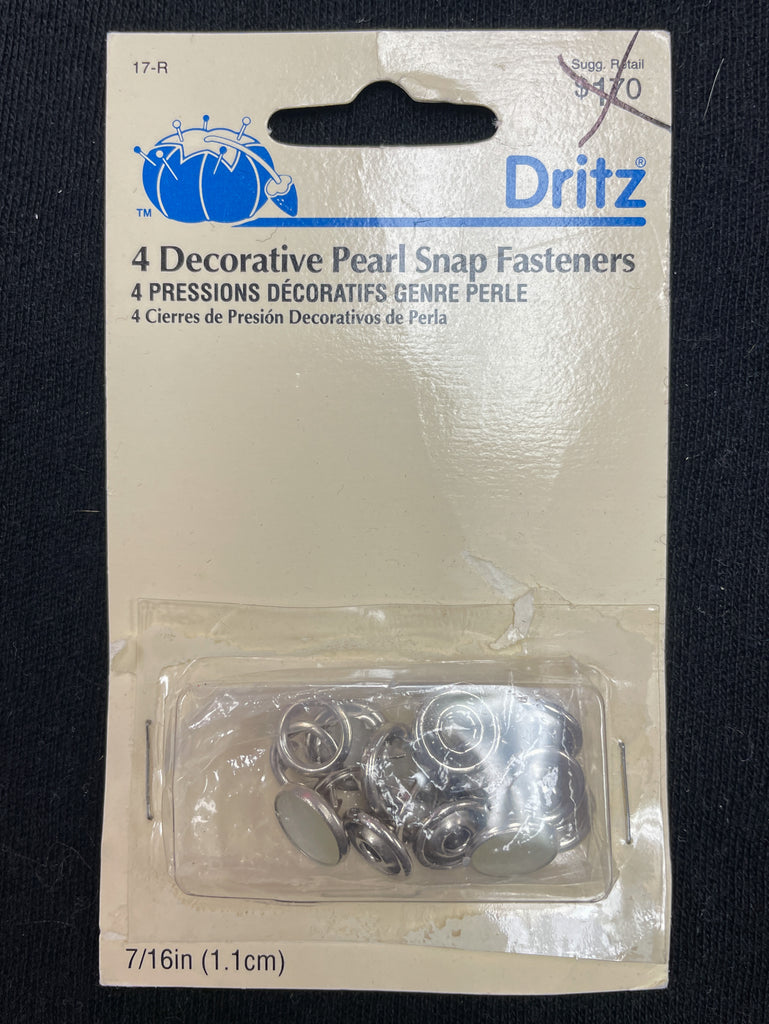 17-R
Sugg. Retail
$1.70
TM
Dritz®
4 Decorative Pearl Snap Fasteners
4 PRESSIONS DÉCORATIFS GENRE PERLE
4 Cierres de Presión Decorativos de Perla
7/16in (1.1cm)